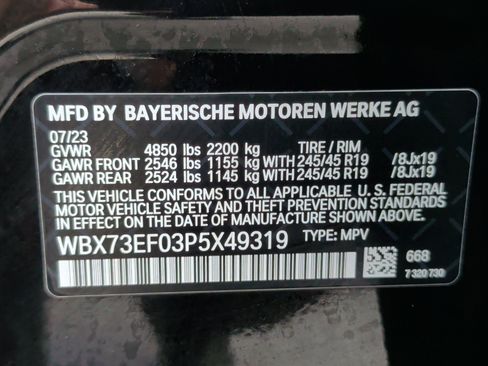 MFD BY BAYERISCHE MOTOREN WERKE AG
07/23
GVWR 4850 lbs 2200 kg TIRE / RIM
GAWR FRONT 2546 lbs 1155 kg WITH 245/45 R19 /8Jx19
GAWR REAR 2524 lbs 1145 kg WITH 245/45 R19 /8Jx19
THIS VEHICLE CONFORMS TO ALL APPLICABLE U. S. FEDERAL
MOTOR VEHICLE SAFETY AND THEFT PREVENTION STANDARDS
IN EFFECT ON THE DATE OF MANUFACTURE SHOWN ABOVE.
WBX73EF03P5X49319 TYPE: MPV
668
7 320 730